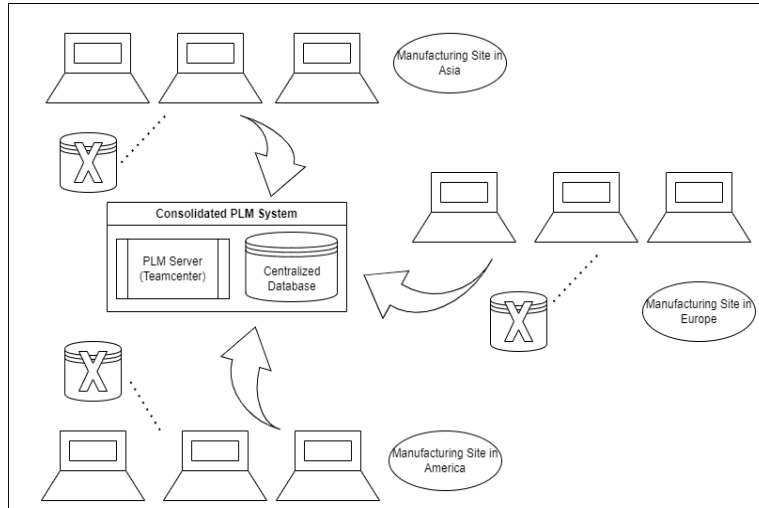 Manufacturing Site in
Asia
X
Consolidated PLM System
PLM Server
(Teamcenter)
Centralized
Database
X
Manufacturing Site in
Europe
X
Manufacturing Site in
America